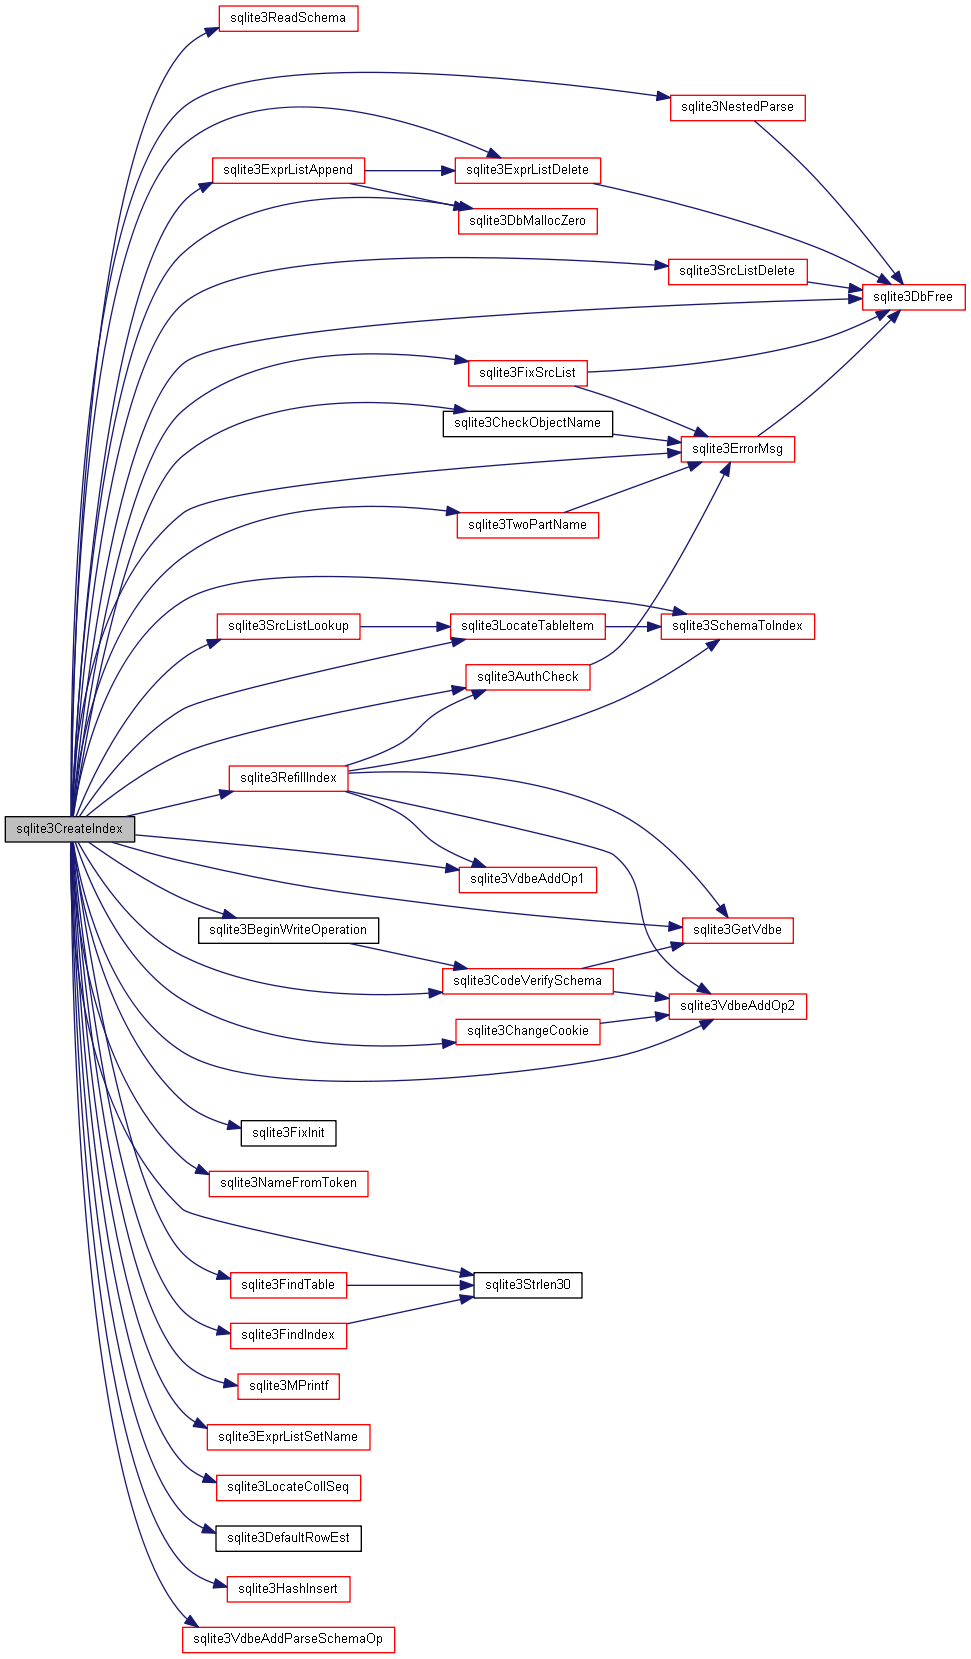 sqlite3ReadSchema
sqlite3NestedParse
sqlite3ExprListAppend
sqlite3ExprListDelete
sqlite3DbMallocZero
sqlite3SrcListDelete
sqlite3DbFree
sqlite3FixSrcList
sqlite3CheckObjectName
sqlite3ErrorMsg
sqlite3TwoPartName
sqlite3SrcListLookup
sqlite3LocateTableItem
sqlite3SchemaToIndex
sqlite3AuthCheck
sqlite3RefillIndex
sqlite3CreateIndex
sqlite3VdbeAddOp1
sqlite3BeginWriteOperation
sqlite3GetVdbe
sqlite3CodeVerifySchema
sqlite3VdbeAddOp2
sqlite3ChangeCookie
sqlite3FixInit
sqlite3NameFromToken
sqlite3FindTable
sqlite3Strlen30
sqlite3FindIndex
sqlite3MPrintf
sqlite3ExprListSetName
sqlite3LocateCollSeq
sqlite3DefaultRowEst
sqlite3HashInsert
sqlite3VdbeAddParseSchemaOp